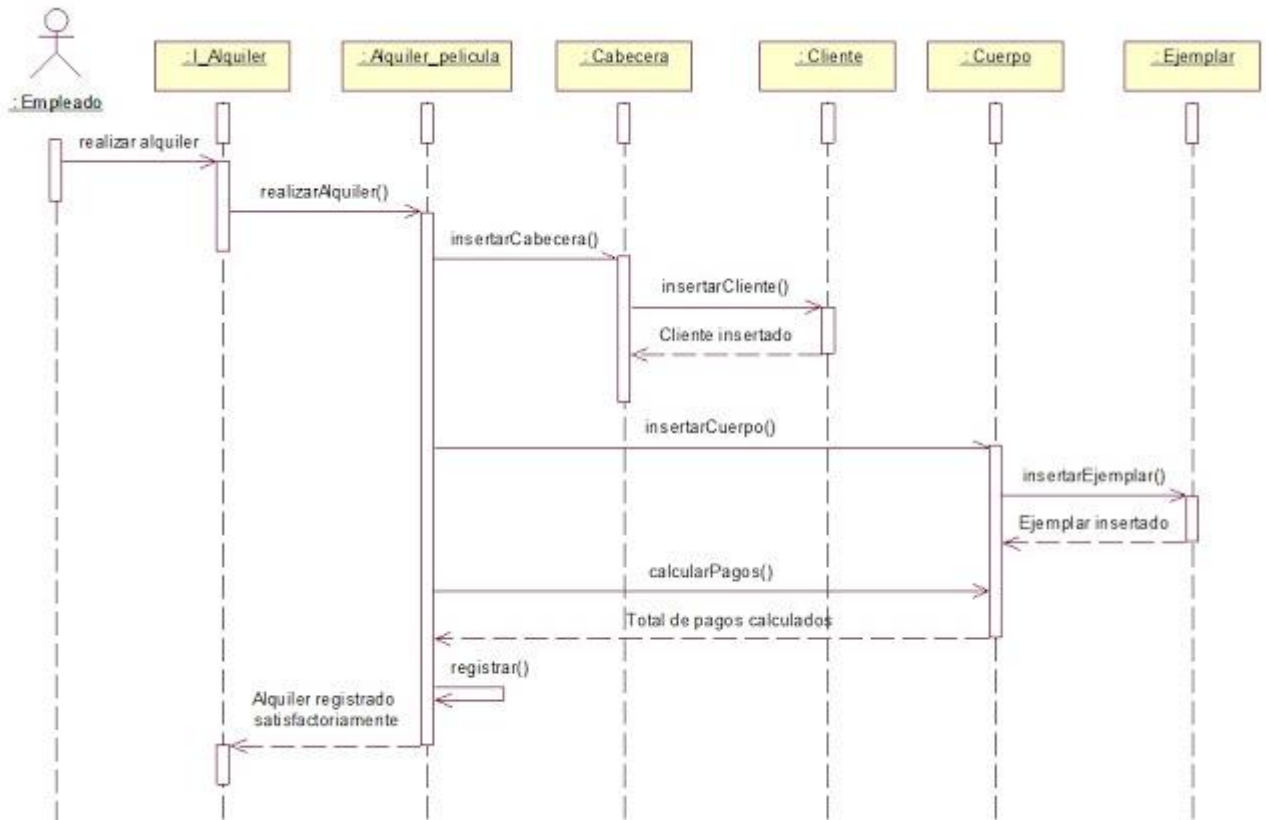 : I_Alquiler
: Alquiler_pelicula
: Cabecera
: Cliente
: Cuerpo
: Ejemplar
: Empleado
realizar alquiler
realizarAlquiler()
insertarCabecera()
insertarCliente()
Cliente insertado
insertarCuerpo()
insertarEjemplar()
Ejemplar insertado
calcularPagos()
Total de pagos calculados
registrar()
Alquiler registrado
satisfactoriamente